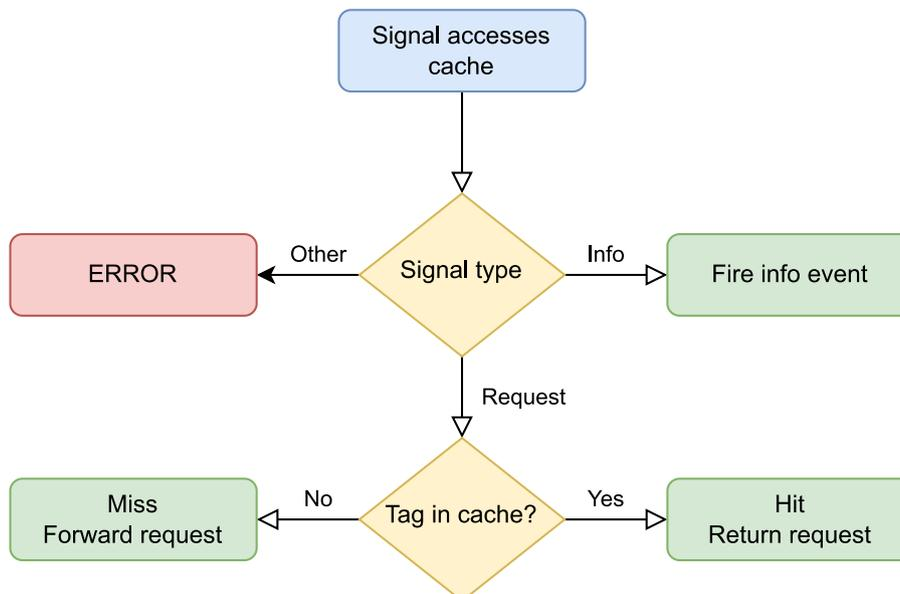 Signal accesses
cache
Other
Info
ERROR
Signal type
Fire info event
Request
No
Yes
Miss
Forward request
Tag in cache?
Hit
Return request